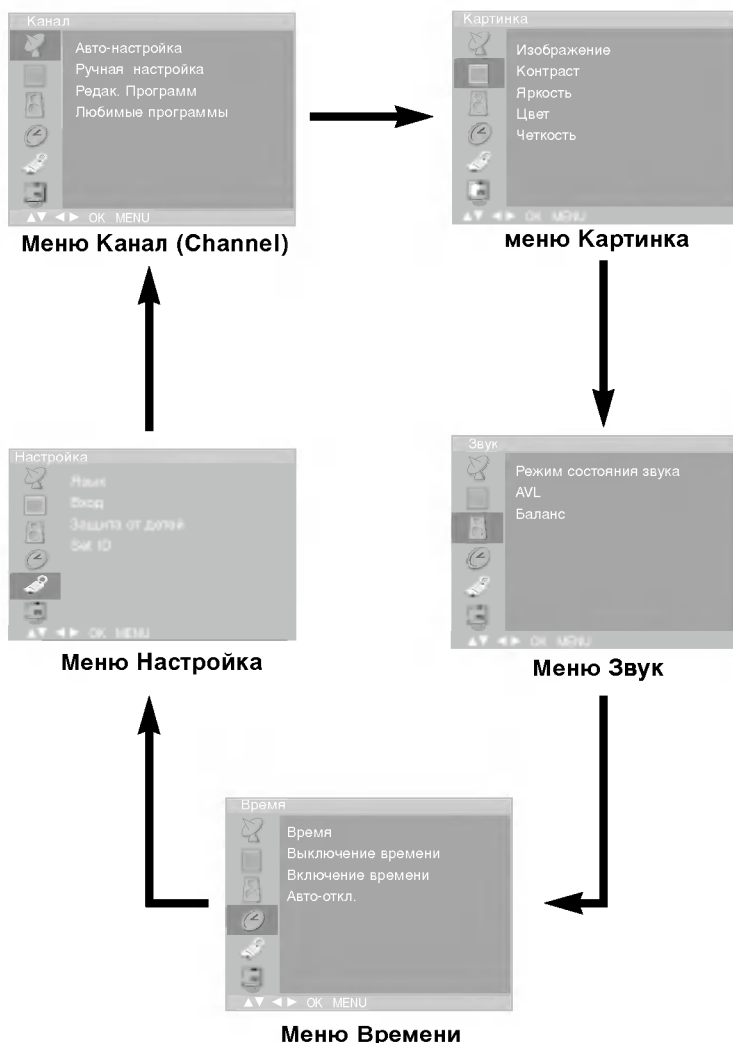 Канал
Авто-настройка
Ручная настройка
Редак. Программ
Любимые программы
▲▼ ◄► OK MENU
Меню Канал (Channel)
Картинка
Изображение
Контраст
Яркость
Цвет
Четкость
▲▼ ◄► OK MENU
меню Картинка
Звук
Режим состояния звука
AVL
Баланс
▲▼ ◄► OK MENU
Меню Звук
Время
Время
Выключение времени
Включение времени
Авто-откл.
▲▼ ◄► OK MENU
Меню Времени
Настройка
Язык
Вход
Защита от детей
Set ID
▲▼ ◄► OK MENU
Меню Настройка